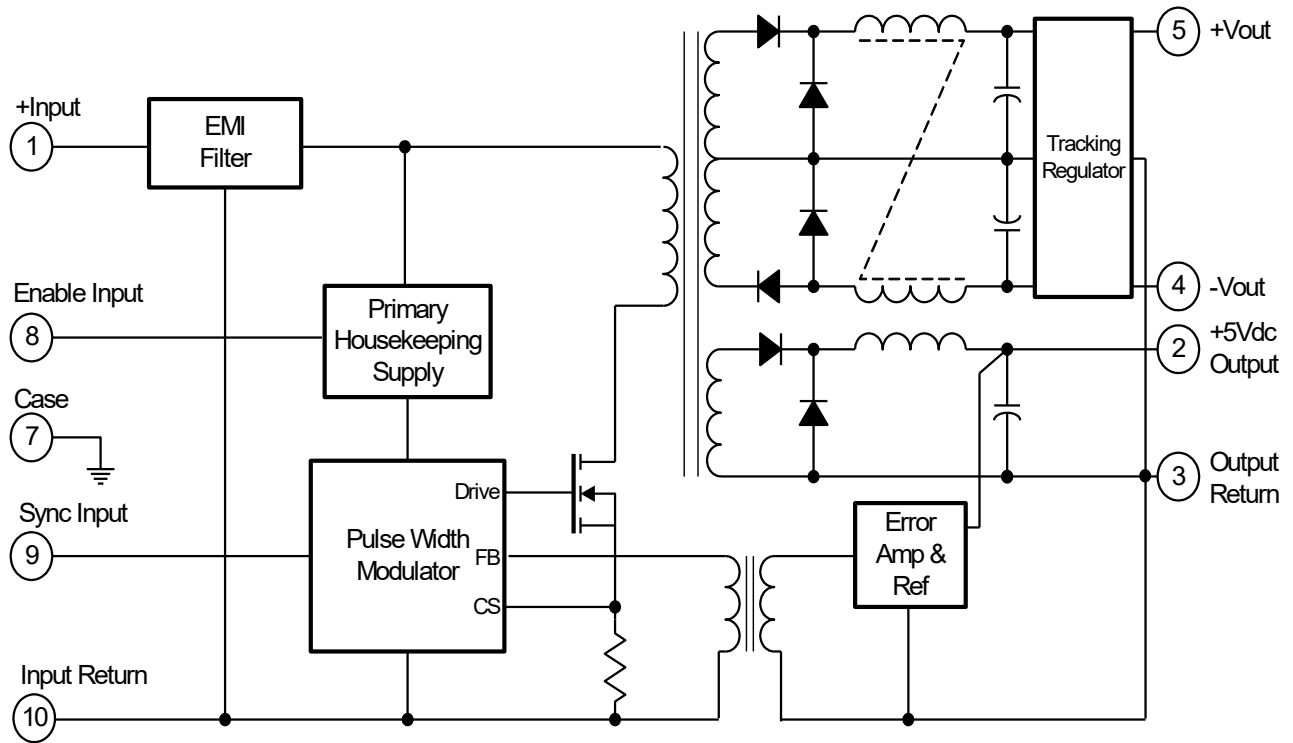 +Input
1
EMI
Filter
Enable Input
8
Primary
Housekeeping
Supply
Case
7
Sync Input
9
Pulse Width
Modulator
Drive
FB
CS
Input Return
10
Tracking
Regulator
5
+Vout
4
-Vout
2
+5Vdc
Output
3
Output
Return
Error
Amp &
Ref